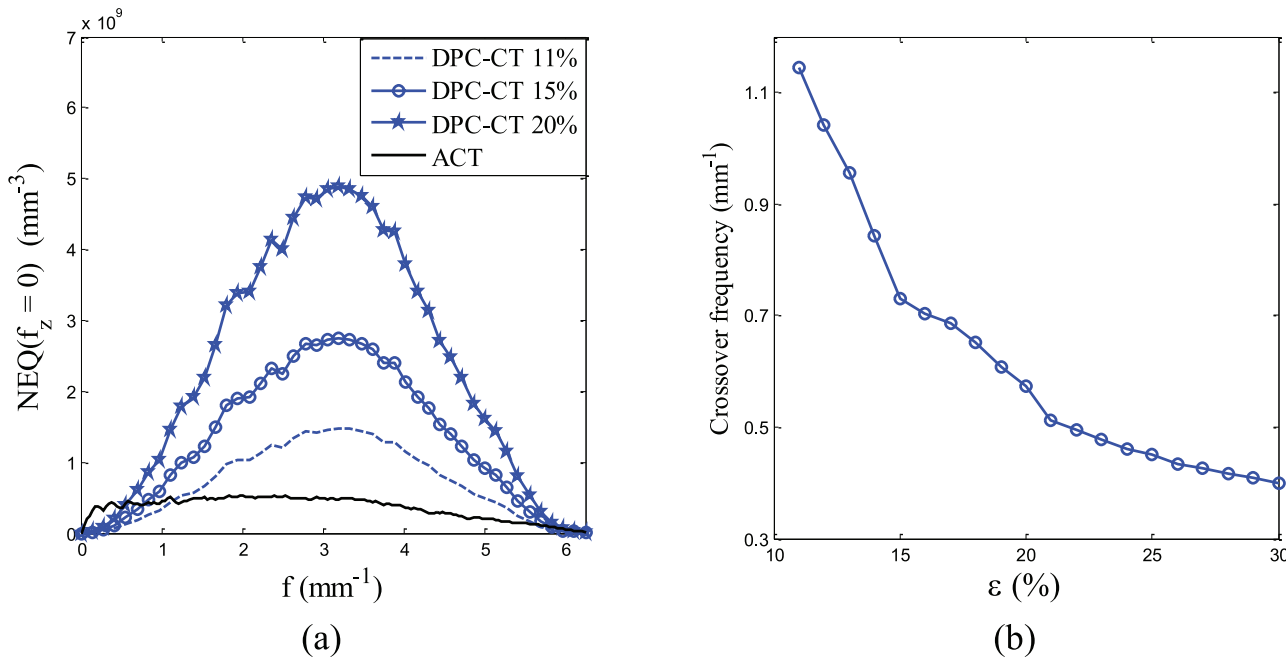 x 10^9
7
6
5
4
3
2
1
0
NEQ(f_z = 0) (mm^-3)
DPC-CT 11%
DPC-CT 15%
DPC-CT 20%
ACT
0 1 2 3 4 5 6
f (mm^-1)
(a)
1.1
0.9
0.7
0.5
0.3
Crossover frequency (mm^-1)
10 15 20 25 30
ε (%)
(b)